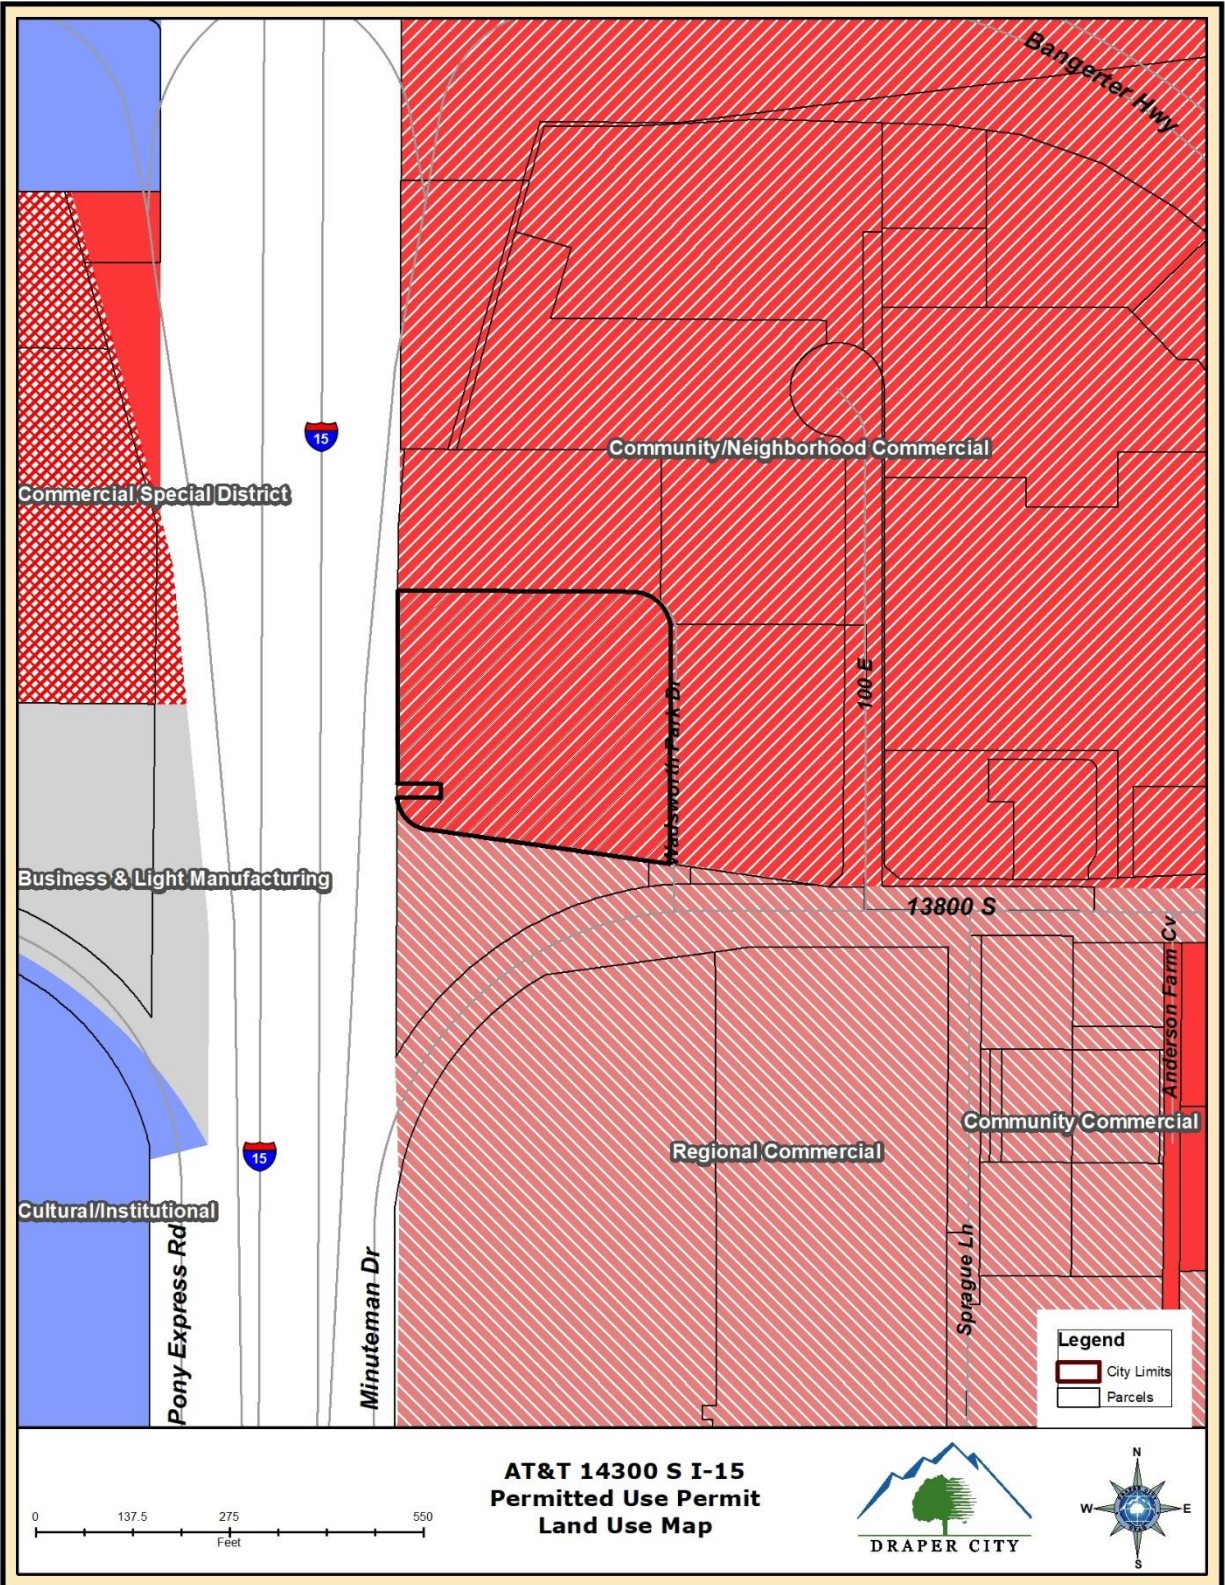 Bangerter Hwy
15
Community/Neighborhood Commercial
Commercial Special District
100 E
Wadsworth Park Dr
Business & Light Manufacturing
13800 S
Anderson Farm Cv
Community Commercial
Regional Commercial
15
Cultural/Institutional
Pony Express Rd
Minuteman Dr
Sprague Ln
Legend
City Limits
Parcels
AT&T 14300 S I-15
Permitted Use Permit
Land Use Map
0 137.5 275 550
Feet
DRAPER CITY
N
W E
S